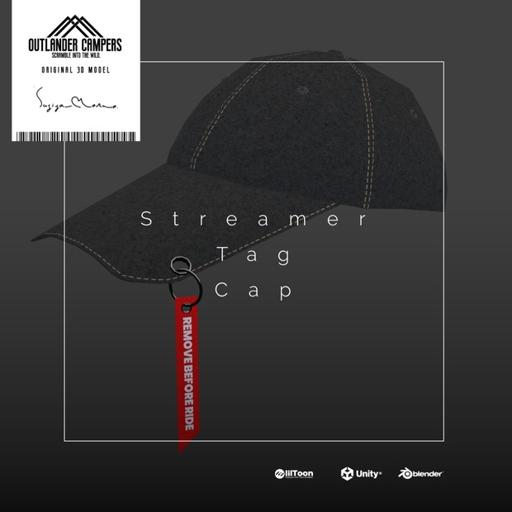 OUTLANDER CAMPERS
SCRAMBLE INTO THE WILD.
ORIGINAL 3D MODEL
Streamer
Tag
Cap
REMOVE BEFORE RIDE
lilToon
Unity®
blender